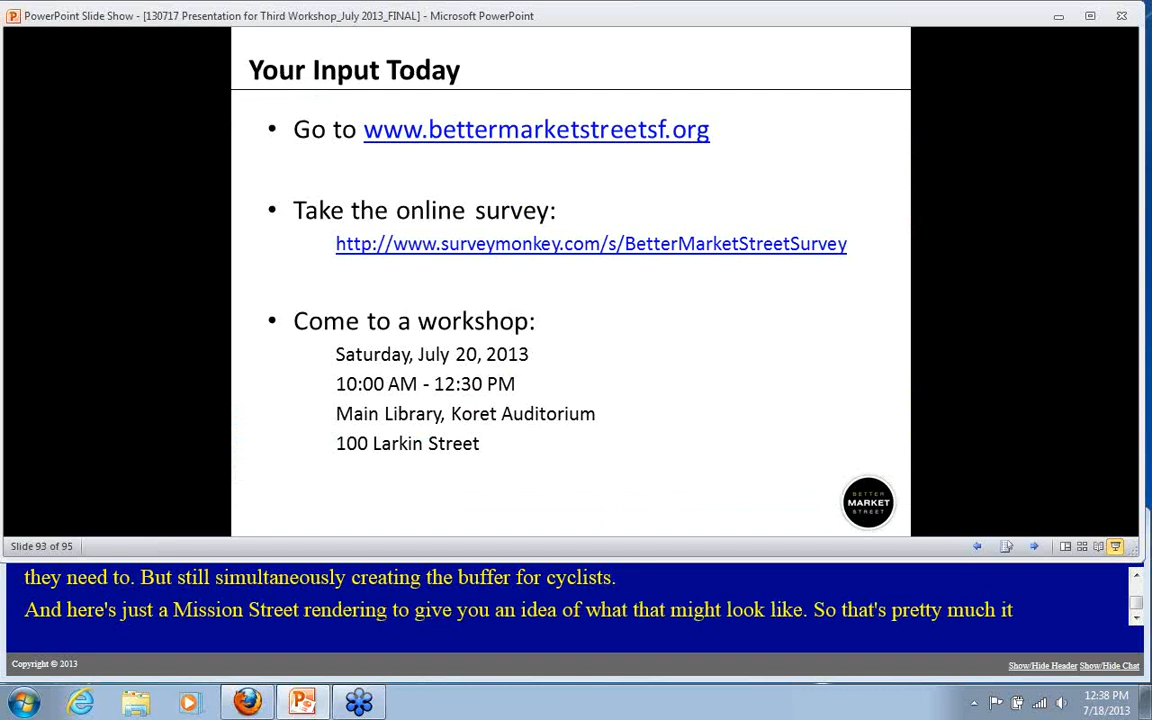 PowerPoint Slide Show - [130717 Presentation for Third Workshop_July 2013_FINAL] - Microsoft PowerPoint
Your Input Today
• Go to www.bettermarketstreetsf.org
• Take the online survey:
http://www.surveymonkey.com/s/BetterMarketStreetSurvey
• Come to a workshop:
Saturday, July 20, 2013
10:00 AM - 12:30 PM
Main Library, Koret Auditorium
100 Larkin Street
BETTER
MARKET
STREET
Slide 93 of 95
they need to. But still simultaneously creating the buffer for cyclists.
And here's just a Mission Street rendering to give you an idea of what that might look like. So that's pretty much it
Copyright © 2013
Show/Hide Header Show/Hide Chat
12:38 PM
7/18/2013